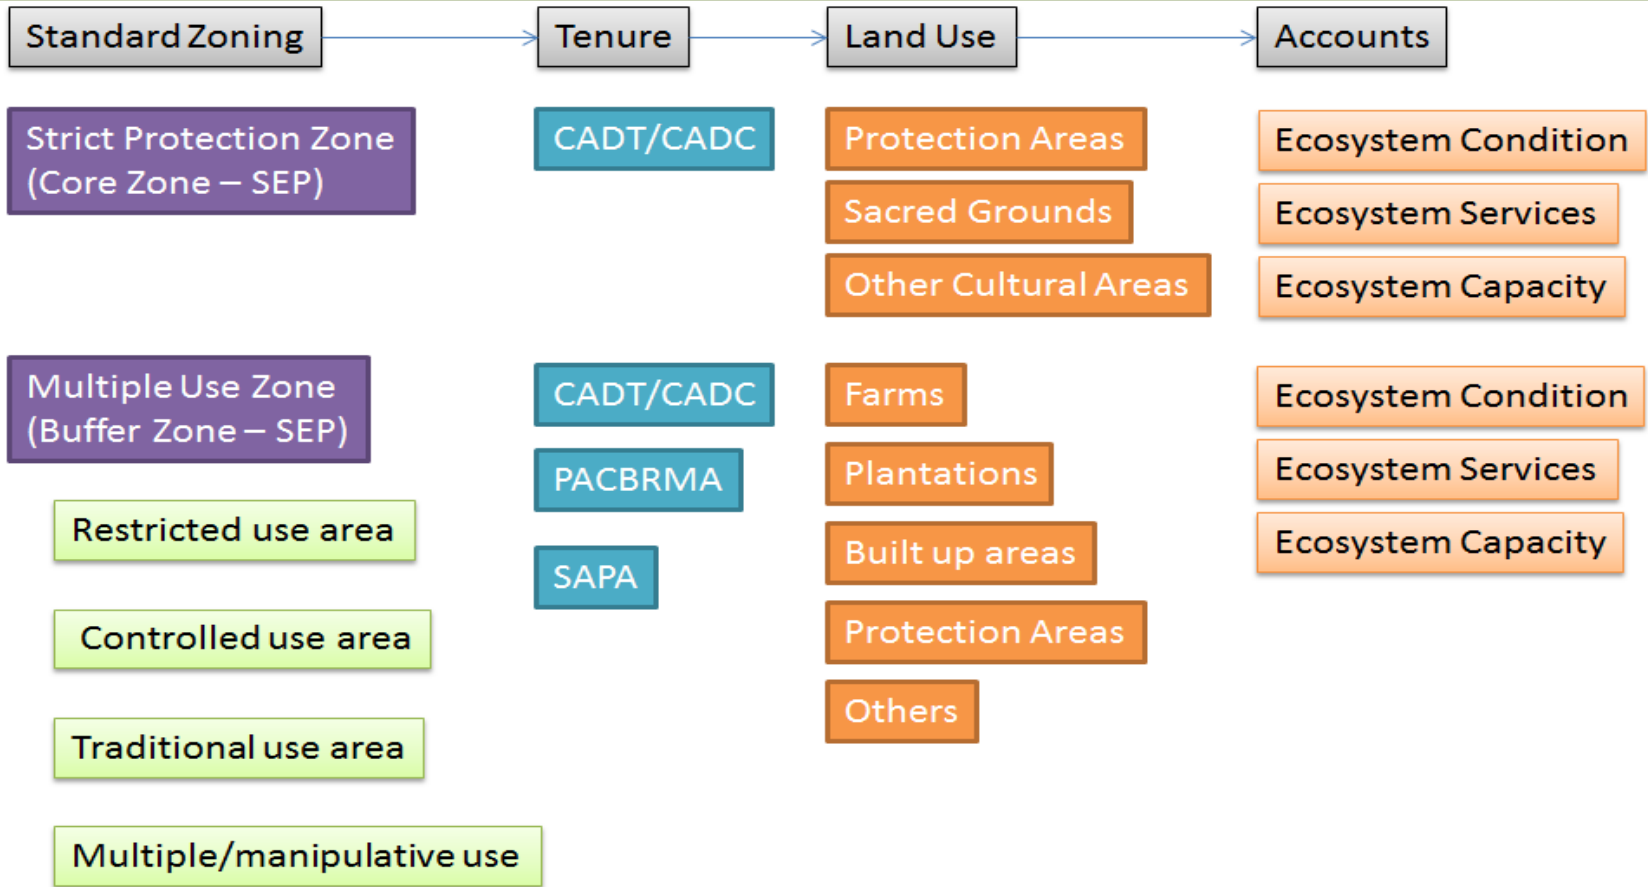 Standard Zoning
Tenure
Land Use
Accounts
Strict Protection Zone
(Core Zone – SEP)
CADT/CADC
Protection Areas
Sacred Grounds
Other Cultural Areas
Ecosystem Condition
Ecosystem Services
Ecosystem Capacity
Multiple Use Zone
(Buffer Zone – SEP)
Restricted use area
Controlled use area
Traditional use area
Multiple/manipulative use
CADT/CADC
PACBRMA
SAPA
Farms
Plantations
Built up areas
Protection Areas
Others
Ecosystem Condition
Ecosystem Services
Ecosystem Capacity